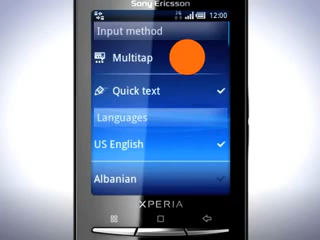 Sony Ericsson
12:00
Input method
Multitap
Quick text
Languages
US English
Albanian
XPERIA